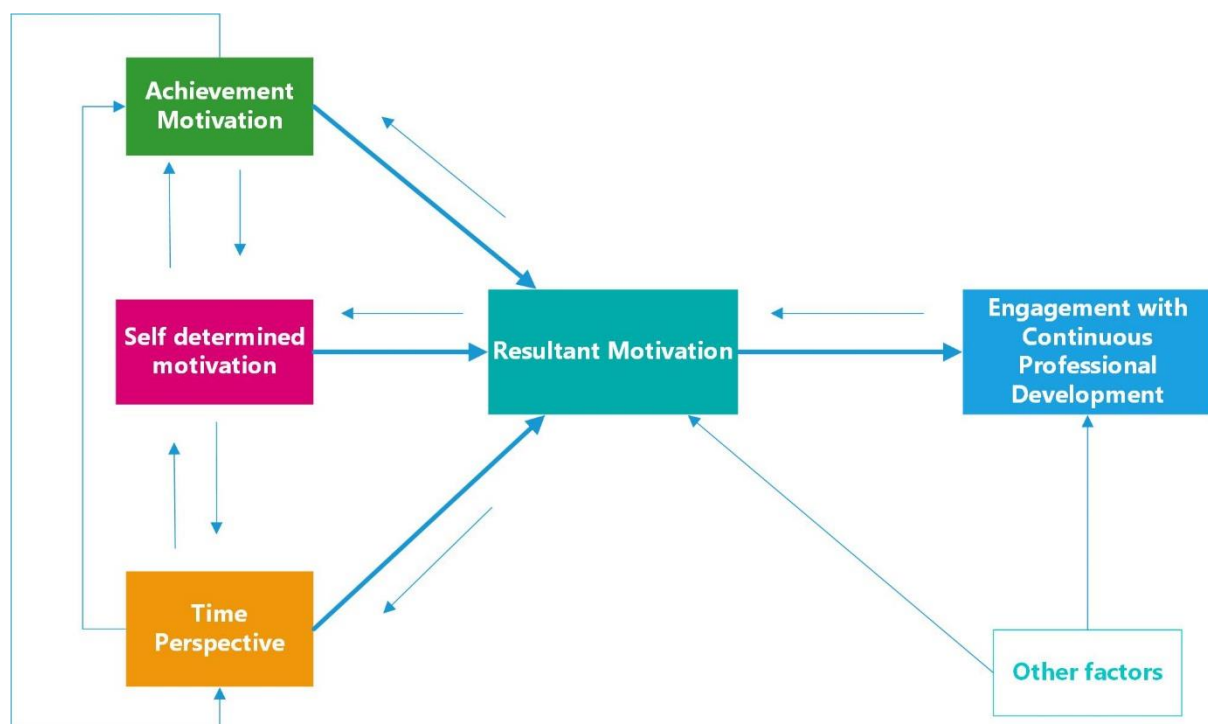 Achievement
Motivation
Self determined
motivation
Resultant Motivation
Engagement with
Continuous
Professional
Development
Time
Perspective
Other factors